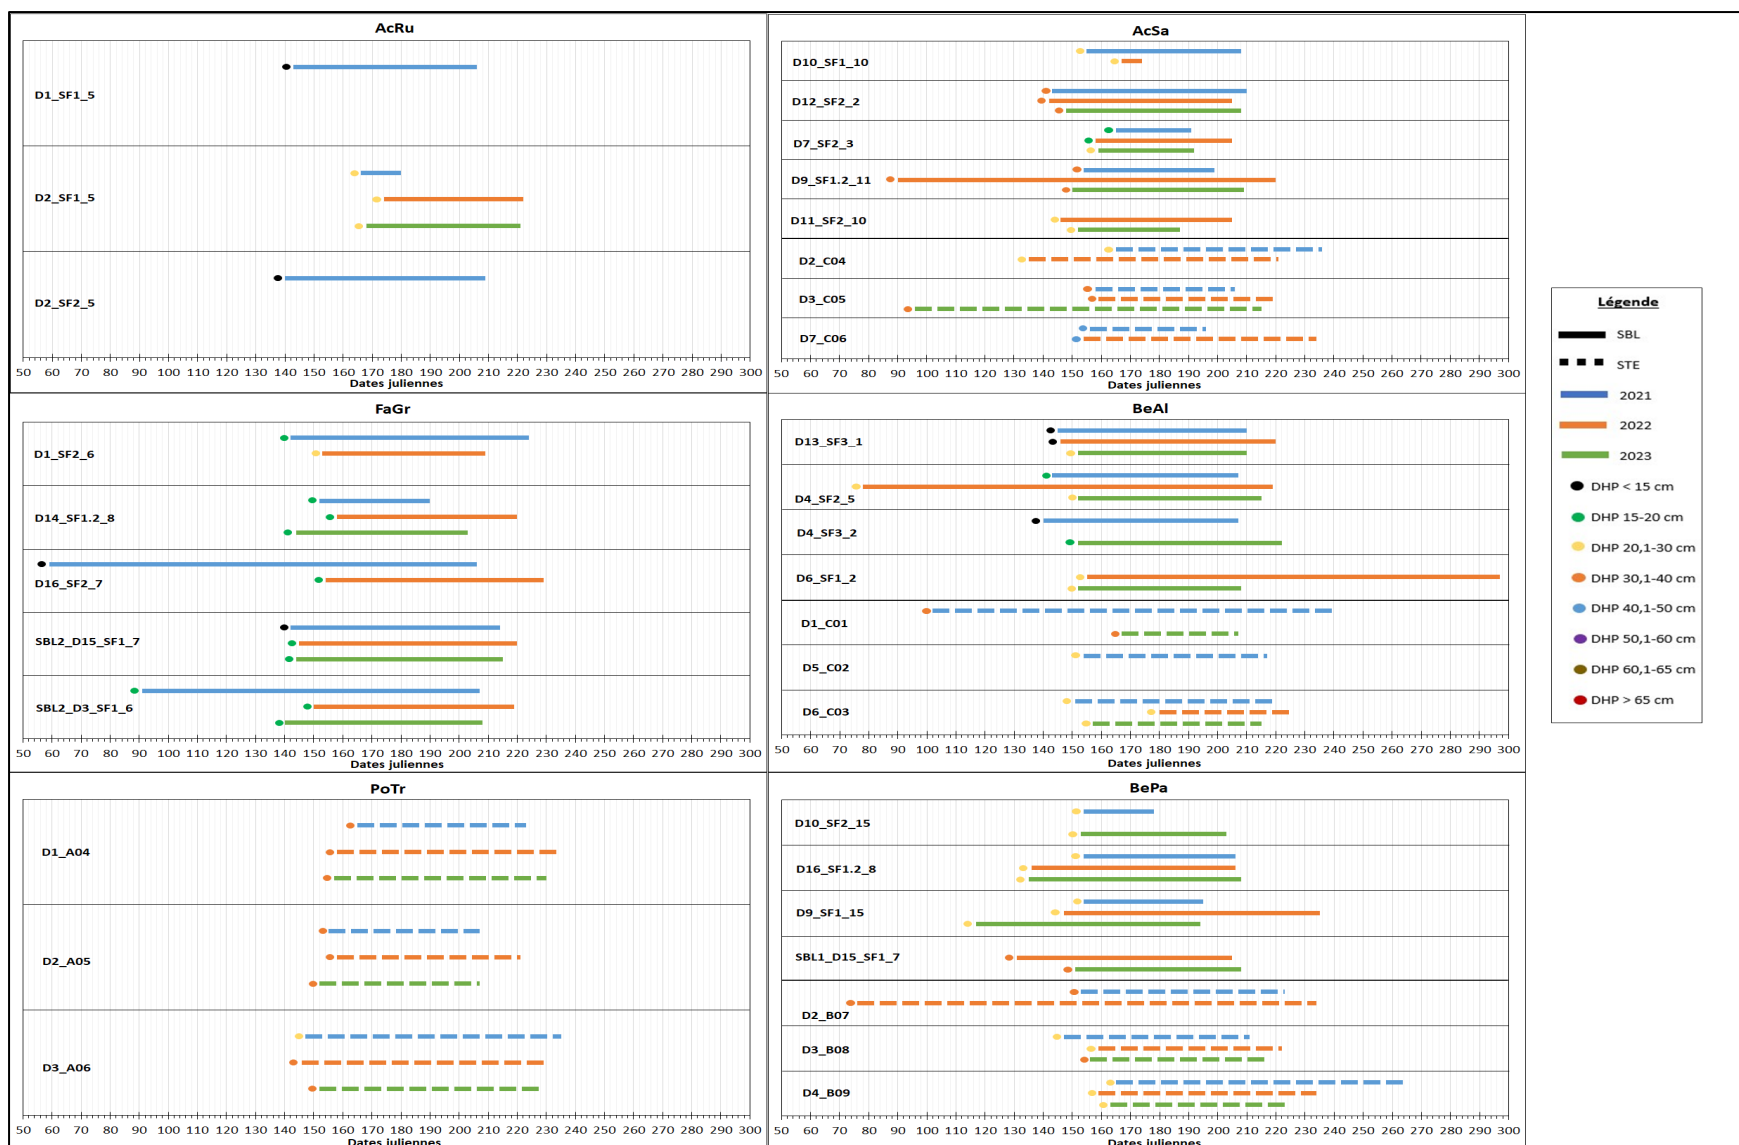 AcRu
D1_SF1_5
D2_SF1_5
D2_SF2_5
50 60 70 80 90 100 110 120 130 140 150 160 170 180 190 200 210 220 230 240 250 260 270 280 290 300
Dates juliennes
AcSa
D10_SF1_10
D12_SF2_2
D7_SF2_3
D9_SF1.2_11
D11_SF2_10
D2_C04
D3_C05
D7_C06
50 60 70 80 90 100 110 120 130 140 150 160 170 180 190 200 210 220 230 240 250 260 270 280 290 300
Dates juliennes
FaGr
D1_SF2_6
D14_SF1.2_8
D16_SF2_7
SBL2_D15_SF1_7
SBL2_D3_SF1_6
50 60 70 80 90 100 110 120 130 140 150 160 170 180 190 200 210 220 230 240 250 260 270 280 290 300
Dates juliennes
BeAl
D13_SF3_1
D4_SF2_5
D4_SF3_2
D6_SF1_2
D1_C01
D5_C02
D6_C03
50 60 70 80 90 100 110 120 130 140 150 160 170 180 190 200 210 220 230 240 250 260 270 280 290 300
Dates juliennes
PoTr
D1_A04
D2_A05
D3_A06
50 60 70 80 90 100 110 120 130 140 150 160 170 180 190 200 210 220 230 240 250 260 270 280 290 300
Dates juliennes
BePa
D10_SF2_15
D16_SF1.2_8
D9_SF1_15
SBL1_D15_SF1_7
D2_B07
D3_B08
D4_B09
50 60 70 80 90 100 110 120 130 140 150 160 170 180 190 200 210 220 230 240 250 260 270 280 290 300
Dates juliennes
Légende
SBL
STE
2021
2022
2023
DHP < 15 cm
DHP 15-20 cm
DHP 20,1-30 cm
DHP 30,1-40 cm
DHP 40,1-50 cm
DHP 50,1-60 cm
DHP 60,1-65 cm
DHP > 65 cm